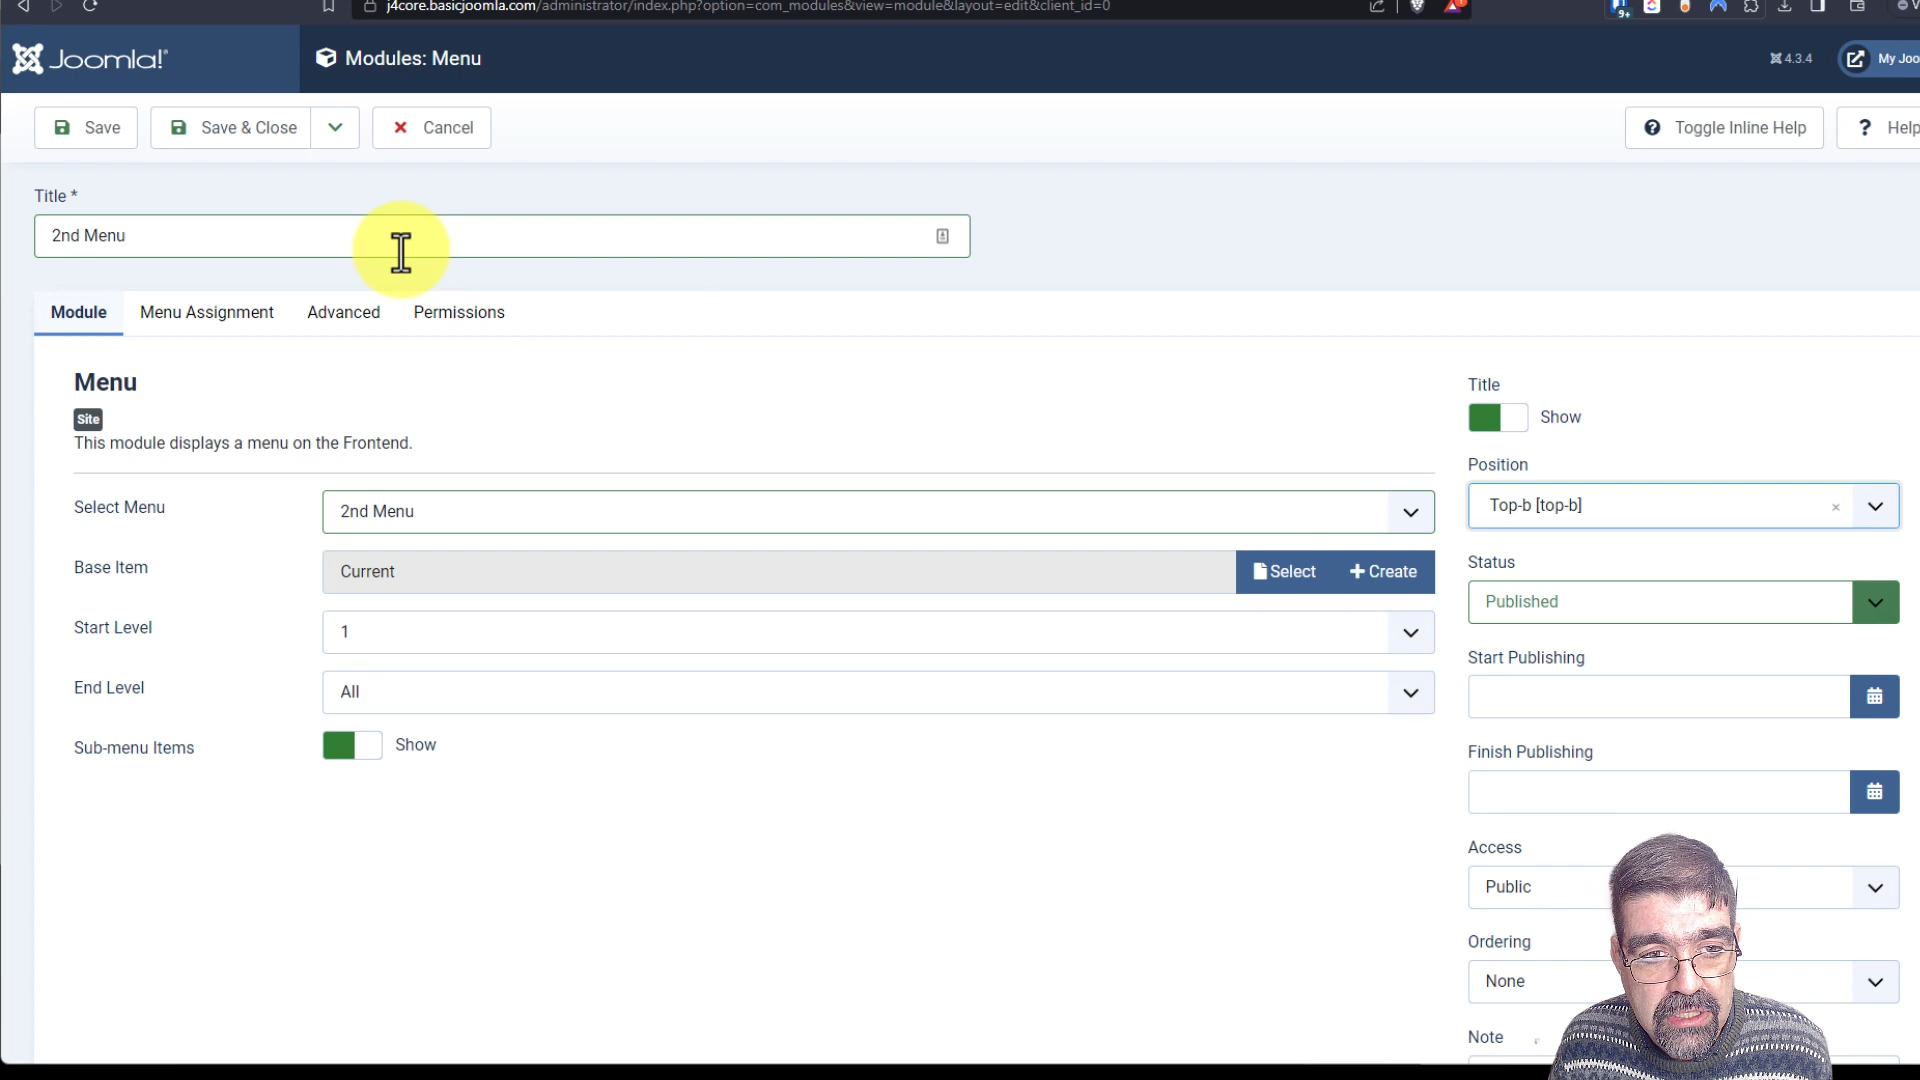 j4core.basicjoomla.com/administrator/index.php?option=com_modules&view=module&layout=edit&client_id=0
9+
Joomla!
Modules: Menu
4.3.4
My Joo
Save
Save & Close
Cancel
Toggle Inline Help
Help
Title *
2nd Menu
Module
Menu Assignment
Advanced
Permissions
Menu
Site
This module displays a menu on the Frontend.
Select Menu
2nd Menu
Base Item
Current
Select
Create
Start Level
1
End Level
All
Sub-menu Items
Show
Title
Show
Position
Top-b [top-b]
Status
Published
Start Publishing
Finish Publishing
Access
Public
Ordering
None
Note